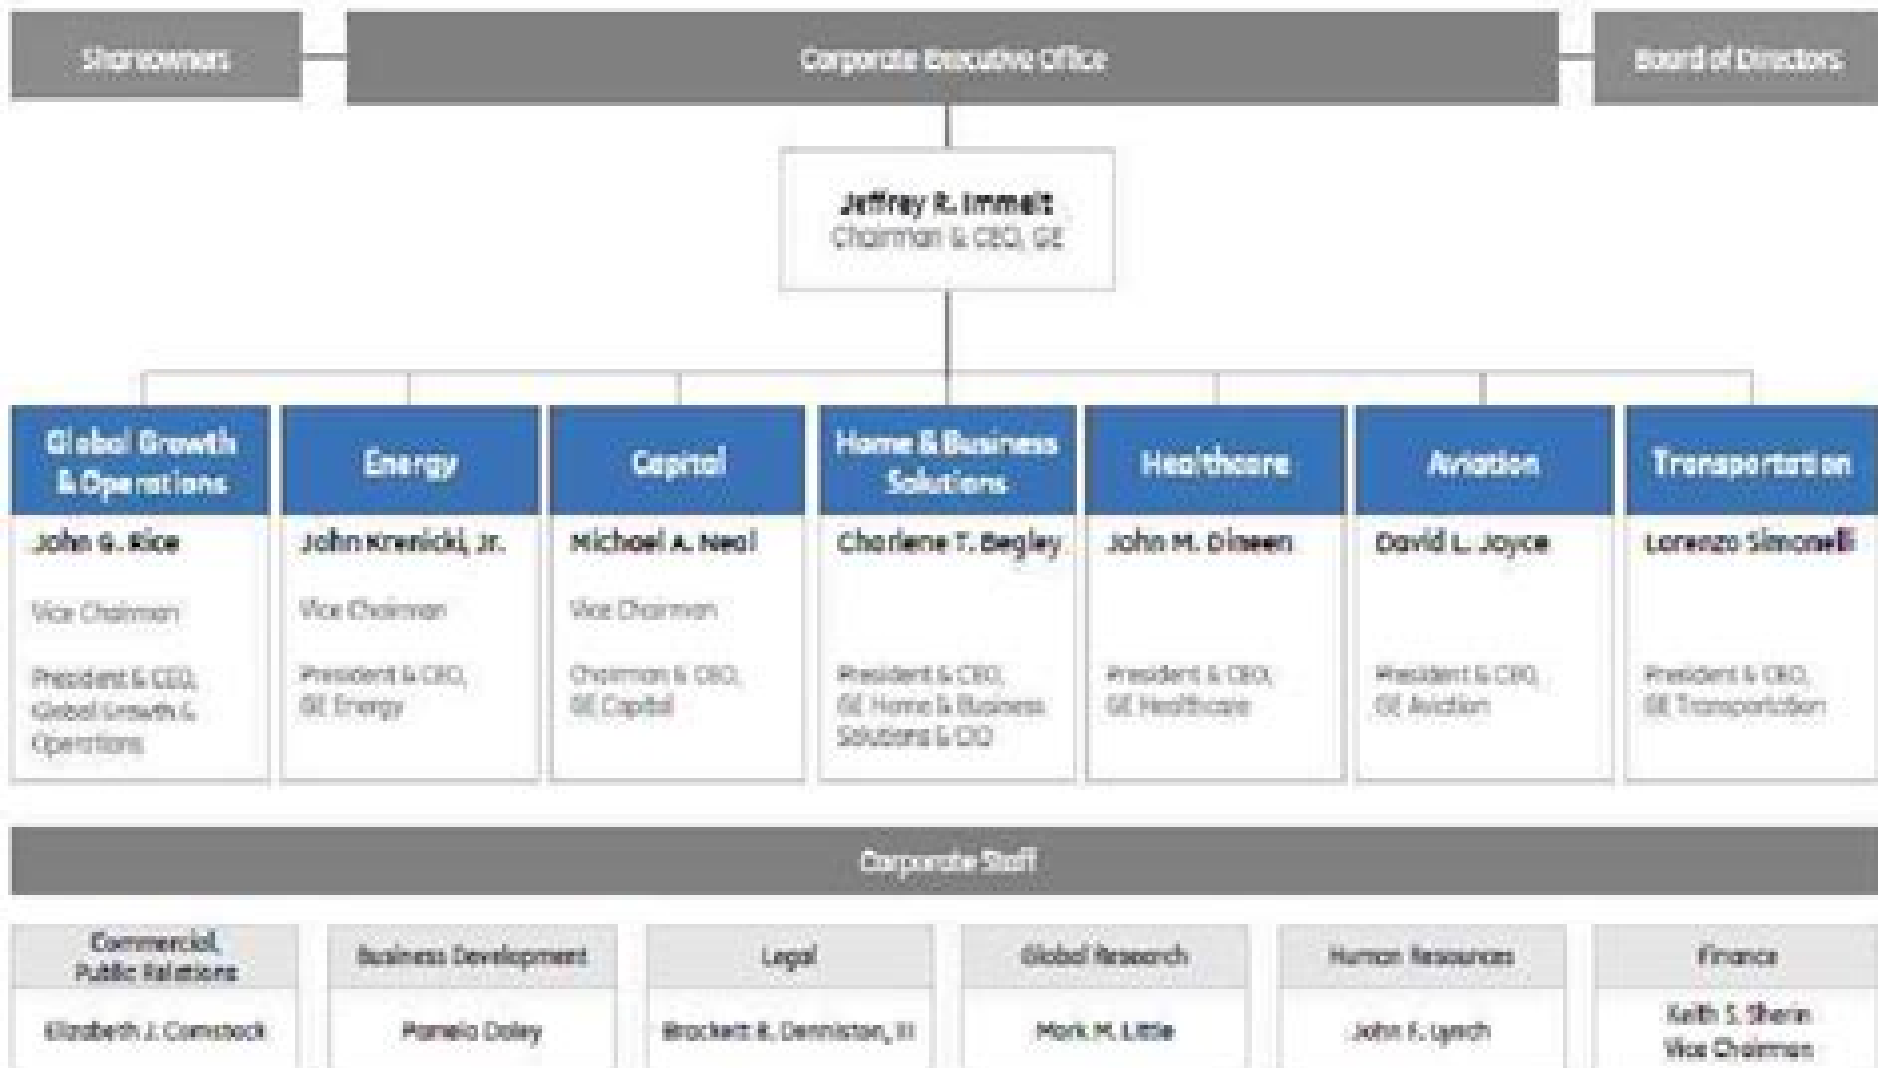 Shareowners
Corporate Executive Office
Board of Directors
Jeffrey R. Immelt
Chairman & CEO, GE
Global Growth
& Operations
Energy
Capital
Home & Business
Solutions
Healthcare
Aviation
Transportation
John G. Rice
Vice Chairman
President & CEO,
Global Growth &
Operations
John Krenicki, Jr.
Vice Chairman
President & CEO,
GE Energy
Michael A. Neal
Vice Chairman
Chairman & CEO,
GE Capital
Charlene T. Begley
President & CEO,
GE Home & Business
Solutions & CIO
John M. Dineen
President & CEO,
GE Healthcare
David L. Joyce
President & CEO,
GE Aviation
Lorenzo Simonelli
President & CEO,
GE Transportation
Corporate Staff
Commercial,
Public Relations
Elizabeth J. Comstock
Business Development
Pamela Daley
Legal
Brackett B. Denniston, III
Global Research
Mark M. Little
Human Resources
John F. Lynch
Finance
Keith S. Sherin
Vice Chairman